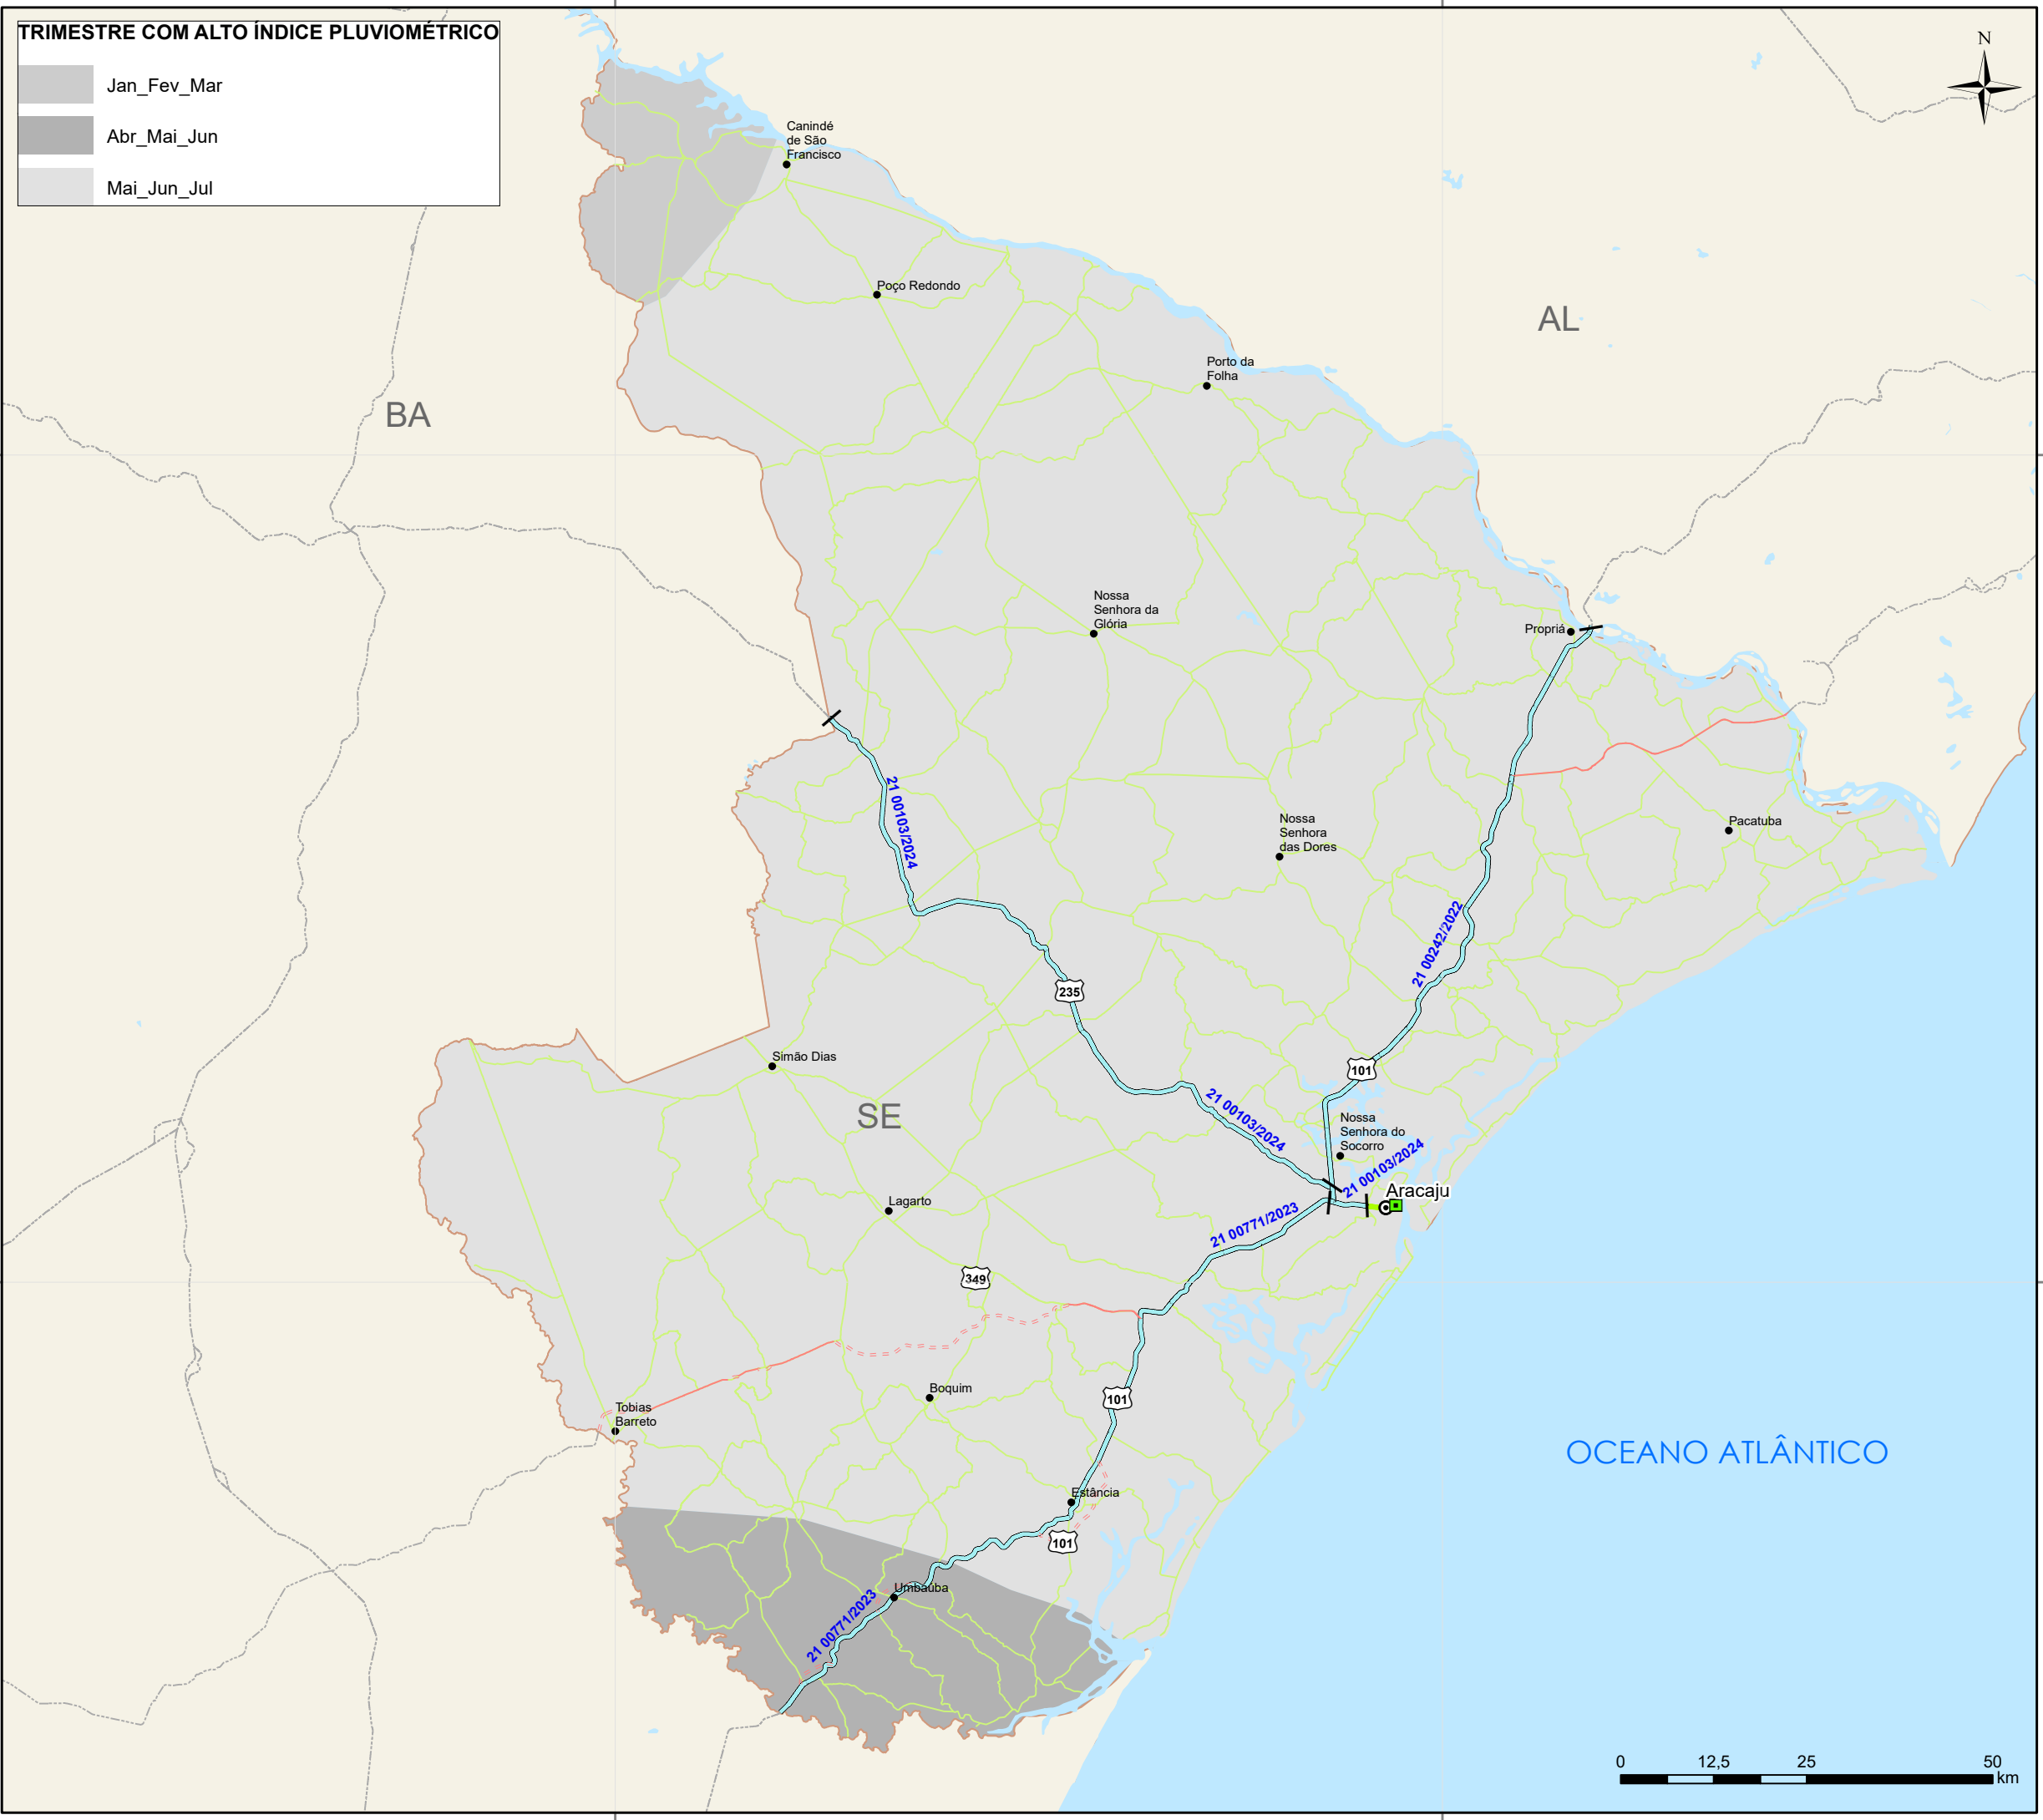 TRIMESTRE COM ALTO ÍNDICE PLUVIOMÉTRICO
Jan_Fev_Mar
Abr_Mai_Jun
Mai_Jun_Jul
N
Canindé
de São
Francisco
Poço Redondo
AL
Porto da
Folha
BA
Nossa
Senhora da
Glória
Propriá
21 00103/2024
Nossa
Senhora
das Dores
Pacatuba
21 00242/2022
235
Simão Dias
101
SE
21 00103/2024
Nossa
Senhora do
Socorro
21 00103/2024
Aracaju
Lagarto
21 00771/2023
349
Boquim
101
Tobias
Barreto
OCEANO ATLÂNTICO
Estância
101
Umbaúba
21 00771/2023
0 12,5 25 50
km